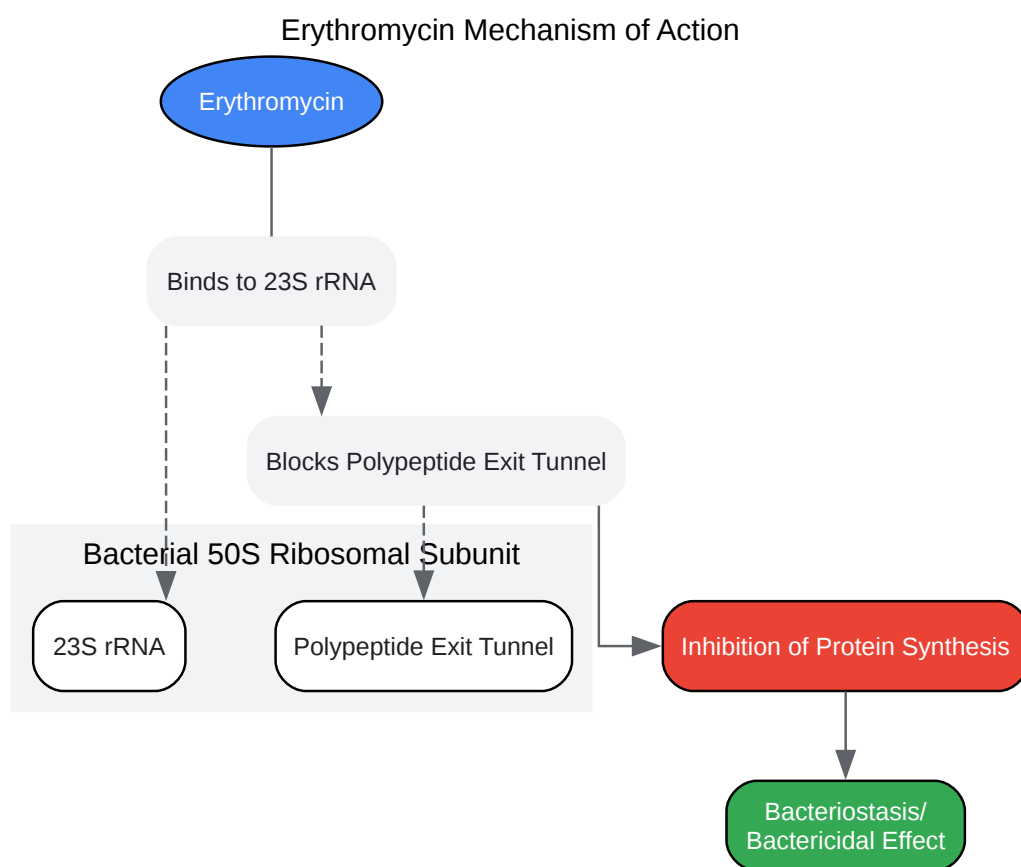 Erythromycin Mechanism of Action
Erythromycin
Binds to 23S rRNA
Blocks Polypeptide Exit Tunnel
Bacterial 50S Ribosomal Subunit
23S rRNA
Polypeptide Exit Tunnel
Inhibition of Protein Synthesis
Bacteriostasis/
Bactericidal Effect